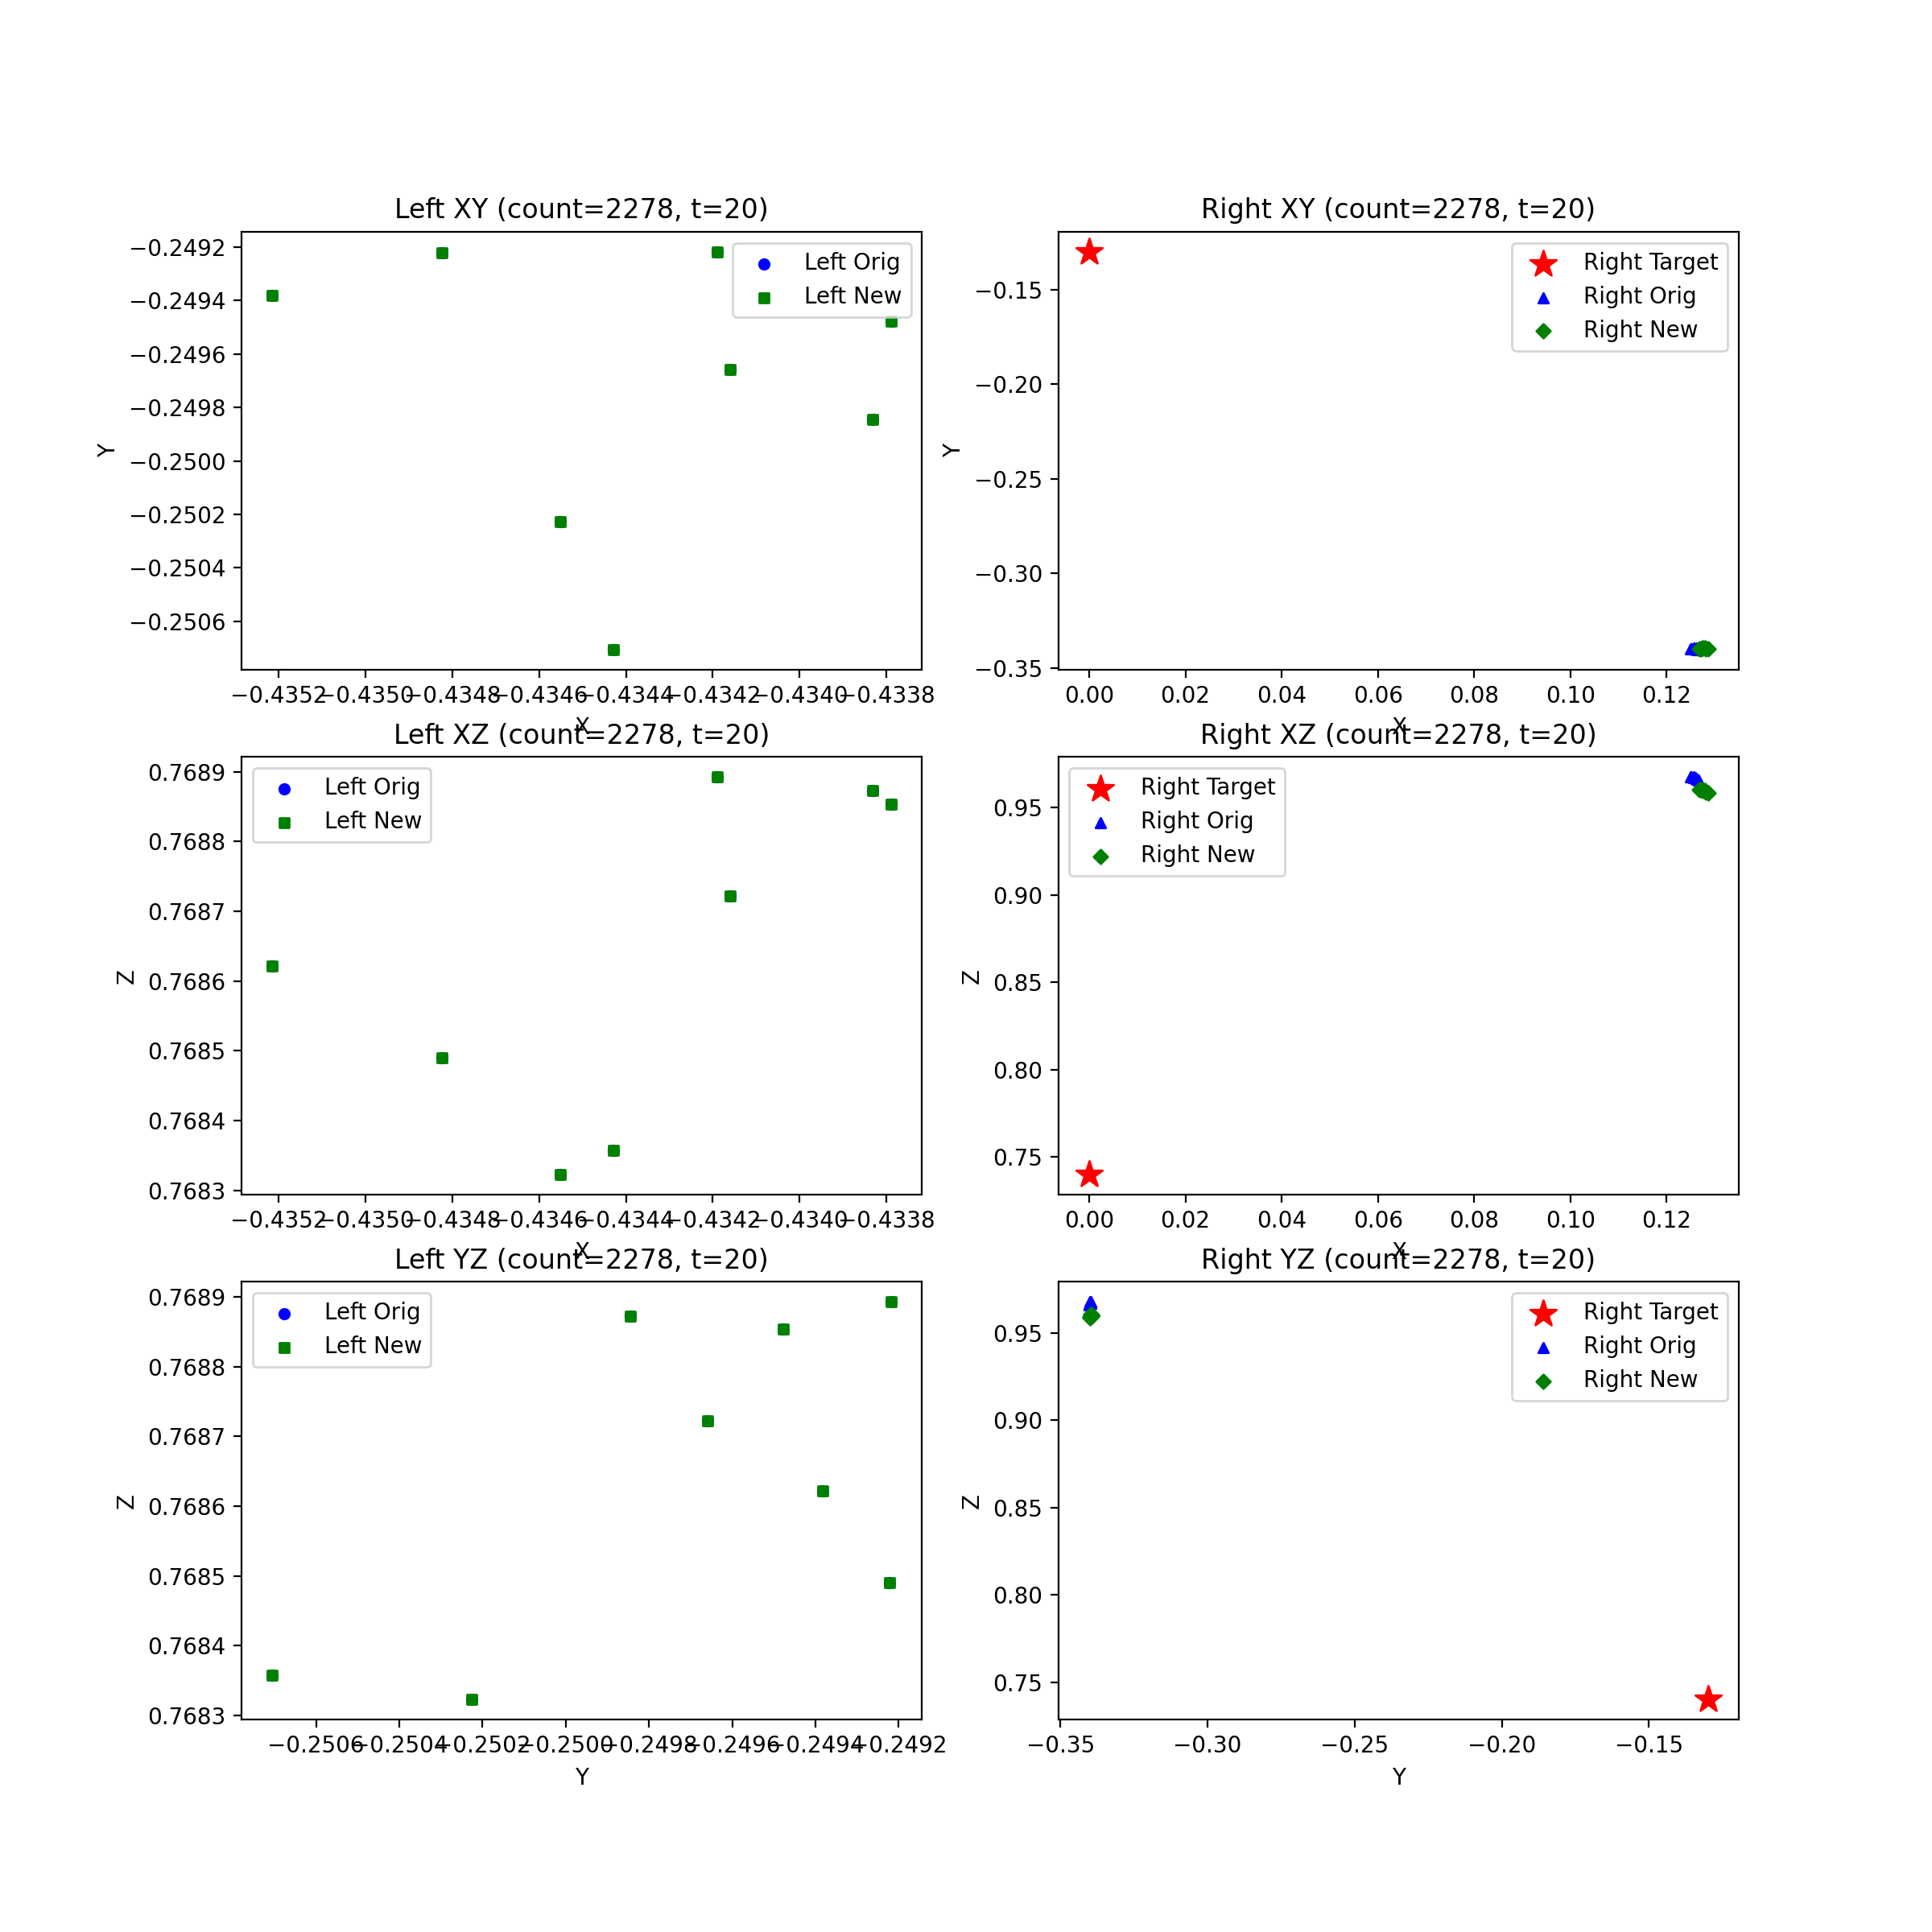 Left XY (count=2278, t=20)
−0.2492
−0.2494
−0.2496
−0.2498
−0.2500
−0.2502
−0.2504
−0.2506
Y
Left Orig
Left New
−0.4352
−0.4350
−0.4348
−0.4346
−0.4344
−0.4342
−0.4340
−0.4338
X
Right XY (count=2278, t=20)
−0.15
−0.20
−0.25
−0.30
−0.35
Y
Right Target
Right Orig
Right New
0.00
0.02
0.04
0.06
0.08
0.10
0.12
X
Left XZ (count=2278, t=20)
0.7689
0.7688
0.7687
0.7686
0.7685
0.7684
0.7683
Z
Left Orig
Left New
−0.4352
−0.4350
−0.4348
−0.4346
−0.4344
−0.4342
−0.4340
−0.4338
X
Right XZ (count=2278, t=20)
0.95
0.90
0.85
0.80
0.75
Z
Right Target
Right Orig
Right New
0.00
0.02
0.04
0.06
0.08
0.10
0.12
X
Left YZ (count=2278, t=20)
0.7689
0.7688
0.7687
0.7686
0.7685
0.7684
0.7683
Z
Left Orig
Left New
−0.2506
−0.2504
−0.2502
−0.2500
−0.2498
−0.2496
−0.2494
−0.2492
Y
Right YZ (count=2278, t=20)
0.95
0.90
0.85
0.80
0.75
Z
Right Target
Right Orig
Right New
−0.35
−0.30
−0.25
−0.20
−0.15
Y